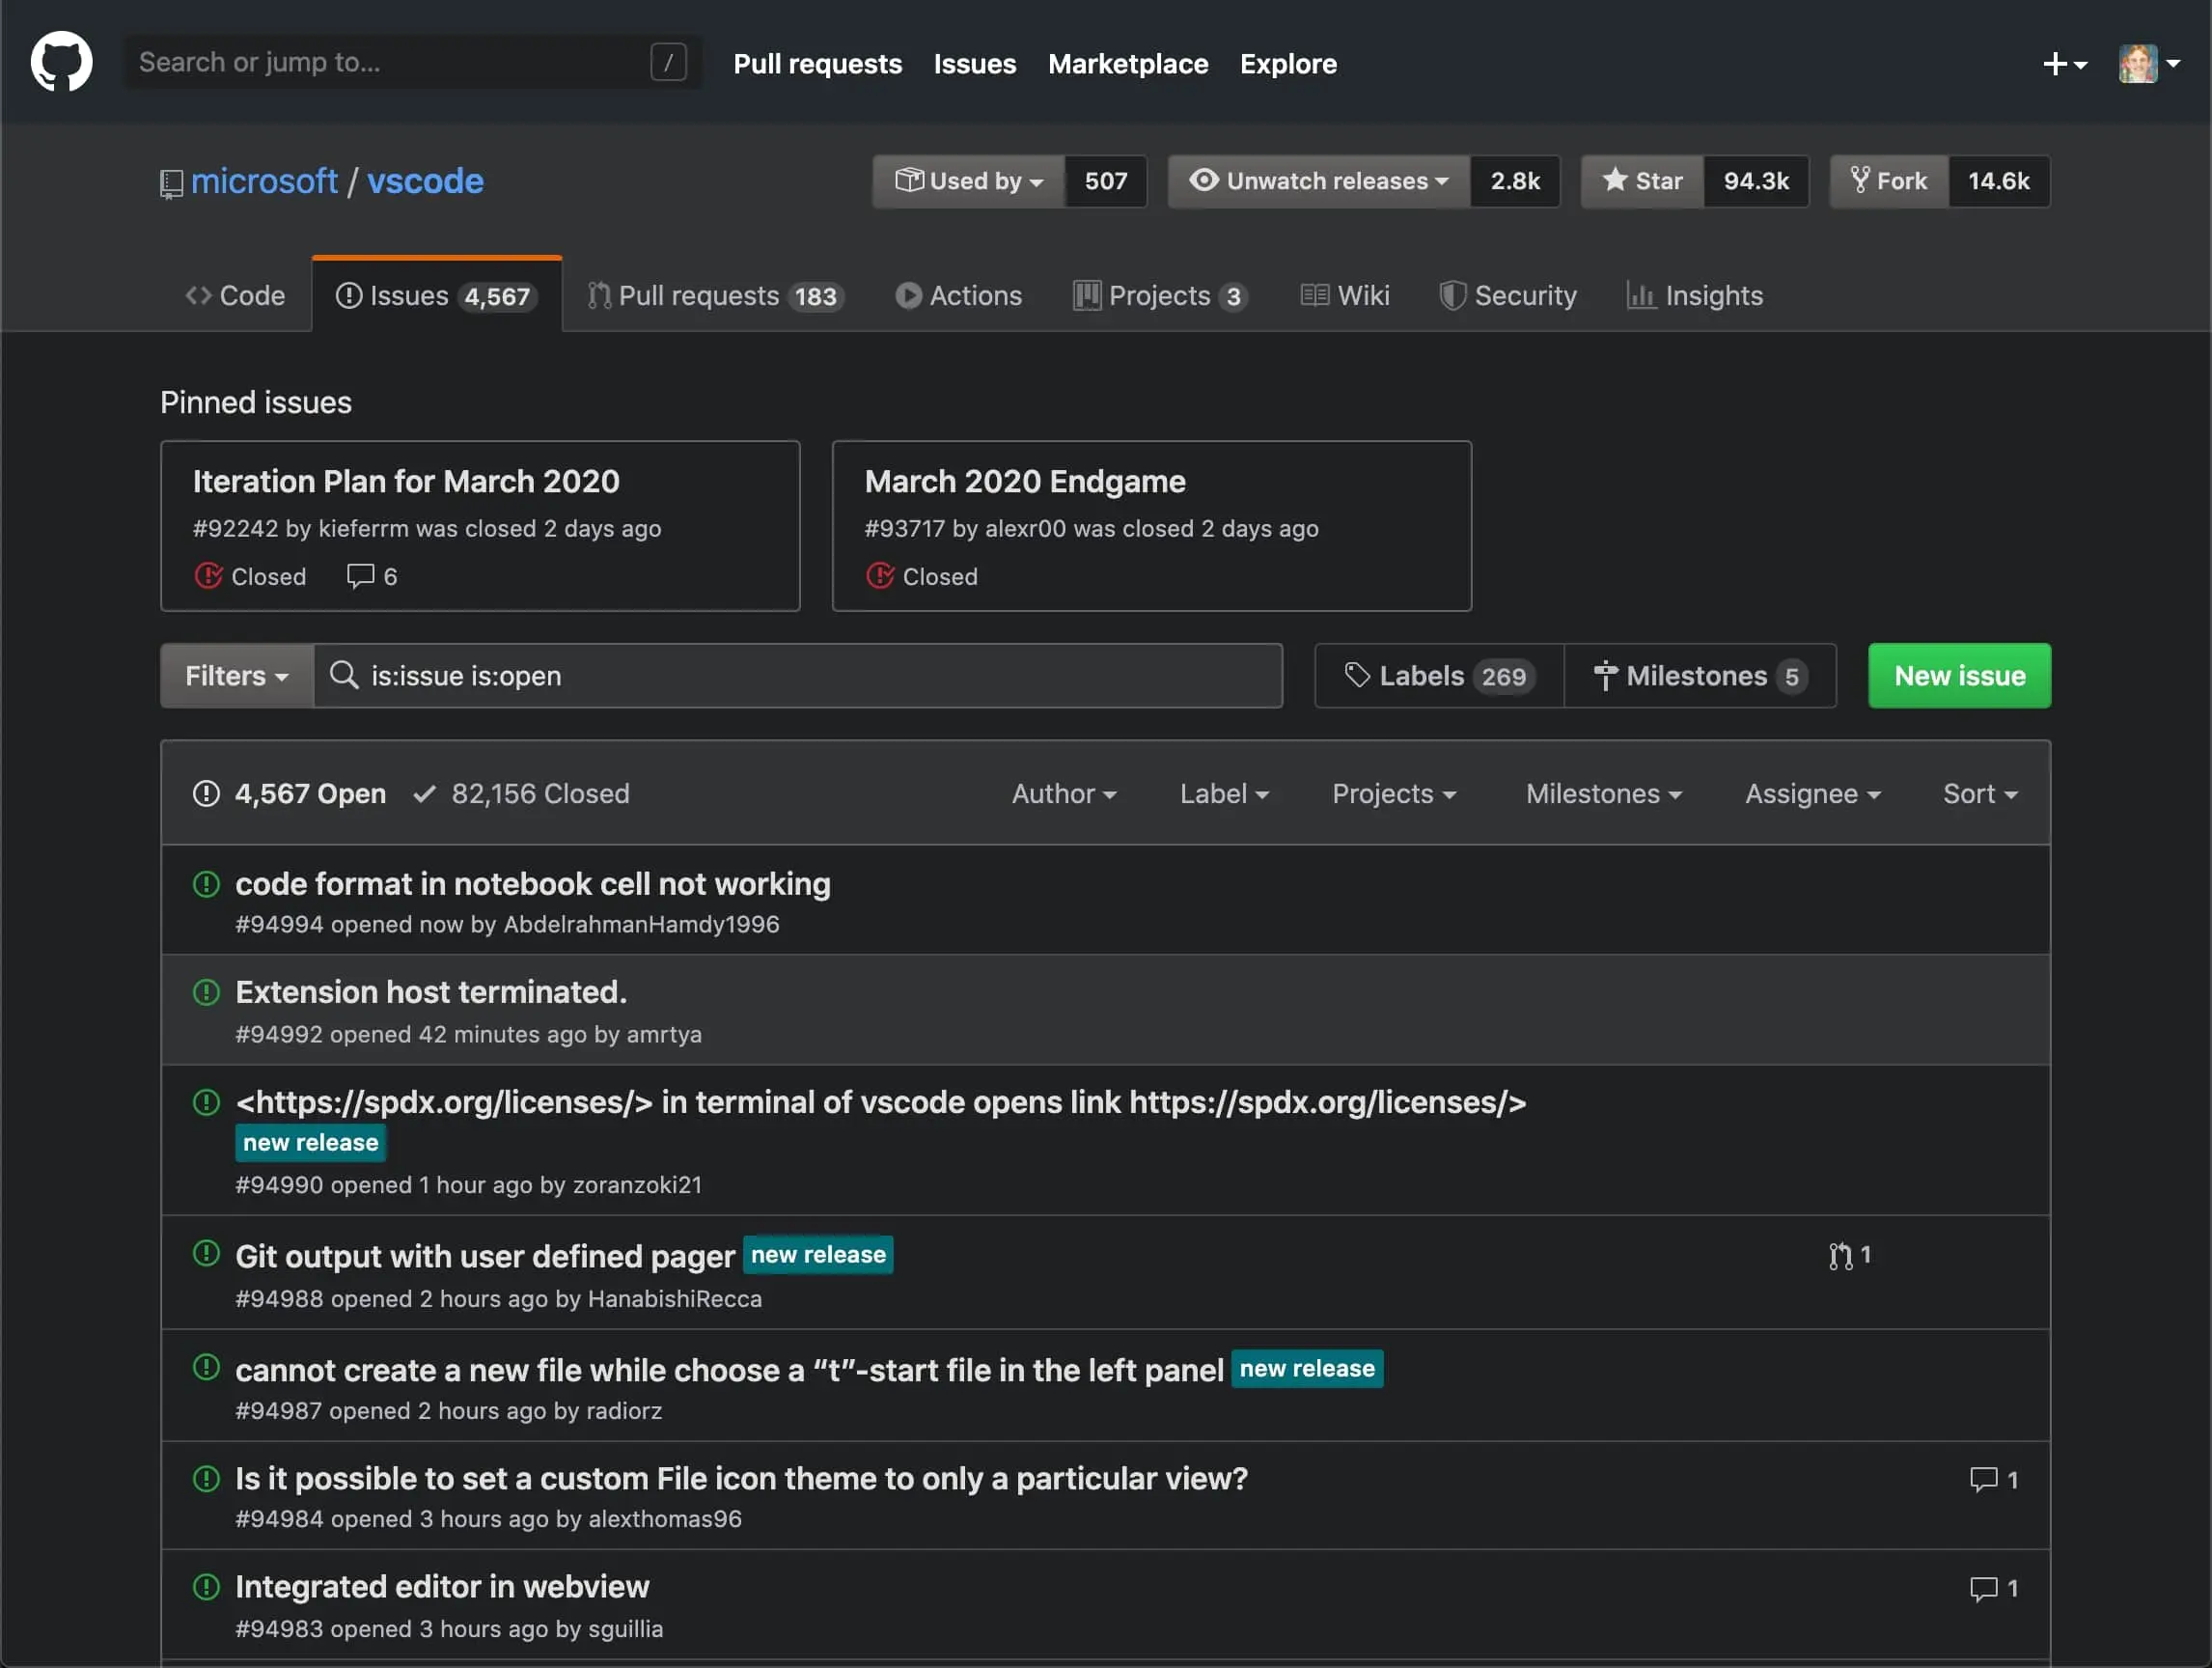 Search or jump to... /
Pull requests Issues Marketplace Explore
microsoft / vscode
Used by 507 Unwatch releases 2.8k Star 94.3k Fork 14.6k
Code Issues 4,567 Pull requests 183 Actions Projects 3 Wiki Security Insights
Pinned issues
Iteration Plan for March 2020
#92242 by kieferrm was closed 2 days ago
Closed 6
March 2020 Endgame
#93717 by alexr00 was closed 2 days ago
Closed
Filters is:issue is:open Labels 269 Milestones 5 New issue
4,567 Open 82,156 Closed Author Label Projects Milestones Assignee Sort
code format in notebook cell not working
#94994 opened now by AbdelrahmanHamdy1996
Extension host terminated.
#94992 opened 42 minutes ago by amrtya
<https://spdx.org/licenses/> in terminal of vscode opens link https://spdx.org/licenses/>
new release
#94990 opened 1 hour ago by zoranzoki21
Git output with user defined pager new release 1
#94988 opened 2 hours ago by HanabishiRecca
cannot create a new file while choose a “t”-start file in the left panel new release
#94987 opened 2 hours ago by radiorz
Is it possible to set a custom File icon theme to only a particular view? 1
#94984 opened 3 hours ago by alexthomas96
Integrated editor in webview 1
#94983 opened 3 hours ago by sguillia